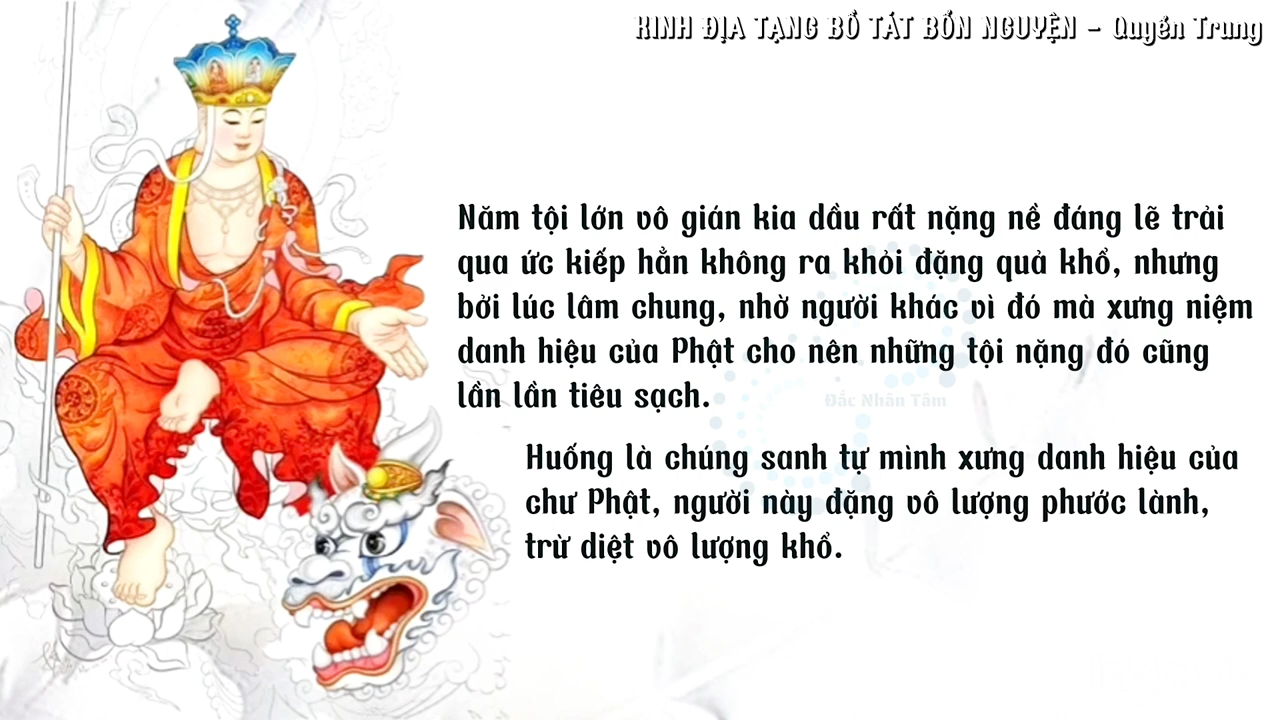 KINH ĐỊA TẠNG BỒ TÁT BỔN NGUYỆN - Quyển Trung
Năm tội lớn vô gián kia dầu rất nặng nề đáng lẽ trải
qua ức kiếp hẳn không ra khỏi đặng quả khổ, nhưng
bởi lúc lâm chung, nhờ người khác vì đó mà xưng niệm
danh hiệu của Phật cho nên những tội nặng đó cũng
lần lần tiêu sạch.
Đắc Nhân Tâm
Huống là chúng sanh tự mình xưng danh hiệu của
chư Phật, người này đặng vô lượng phước lành,
trừ diệt vô lượng khổ.